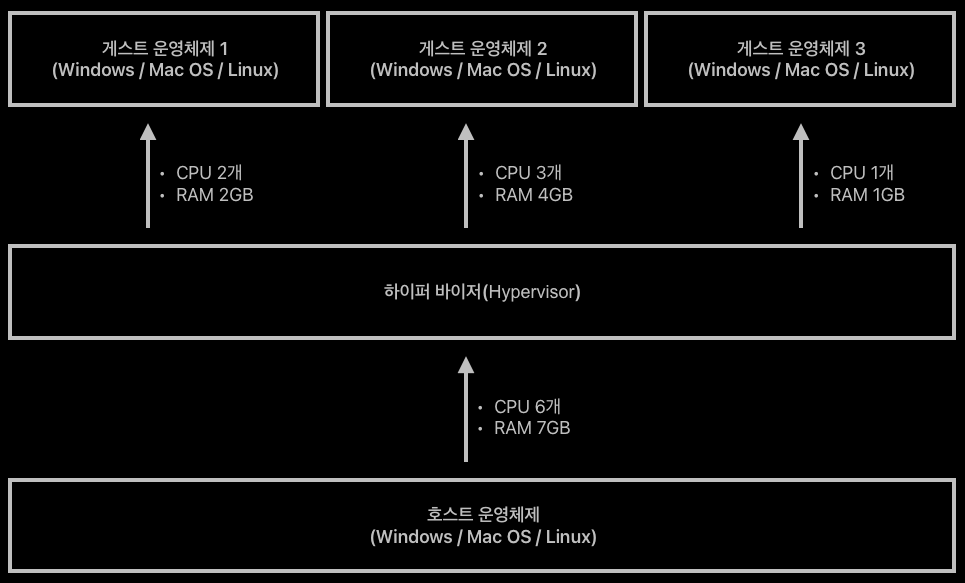 게스트 운영체제 1
(Windows / Mac OS / Linux)
게스트 운영체제 2
(Windows / Mac OS / Linux)
게스트 운영체제 3
(Windows / Mac OS / Linux)
• CPU 2개
• RAM 2GB
• CPU 3개
• RAM 4GB
• CPU 1개
• RAM 1GB
하이퍼 바이저(Hypervisor)
• CPU 6개
• RAM 7GB
호스트 운영체제
(Windows / Mac OS / Linux)